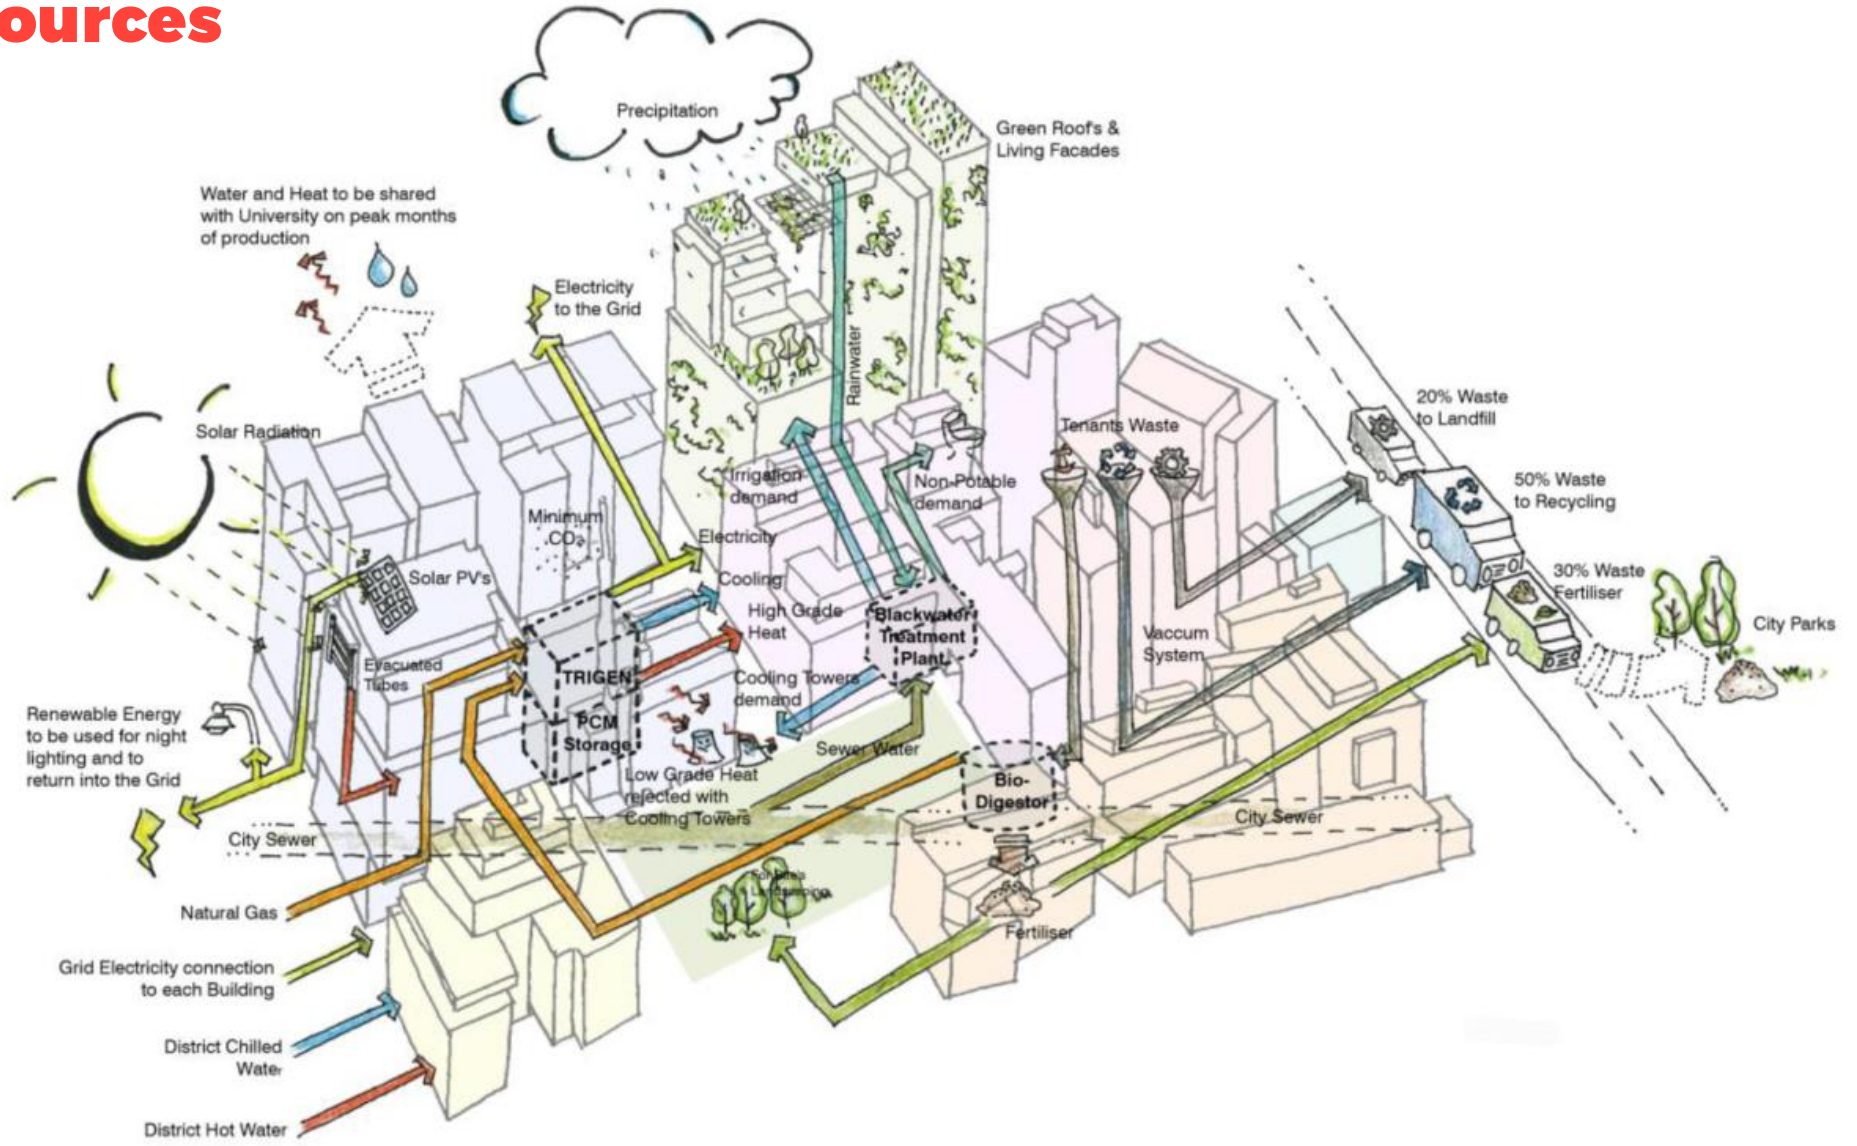 ources
Precipitation
Green Roof's &
Living Facades
Water and Heat to be shared
with University on peak months
of production
Electricity
to the Grid
Rainwater
Solar Radiation
20% Waste
to Landfill
Tenants Waste
Irrigation
demand
Non-Potable
demand
50% Waste
to Recycling
Minimum
CO2
Electricity
Solar PV's
Cooling
High Grade
Heat
Blackwater
Treatment
Plant
30% Waste
Fertiliser
City Parks
Vaccum
System
Evacuated
Tubes
TRIGEN
PCM
Storage
Cooling Towers
demand
Renewable Energy
to be used for night
lighting and to
return into the Grid
Sewer Water
Low Grade Heat
rejected with
Cooling Towers
Bio-
Digestor
City Sewer
City Sewer
For Site's
Landscaping
Natural Gas
Fertiliser
Grid Electricity connection
to each Building
District Chilled
Water
District Hot Water